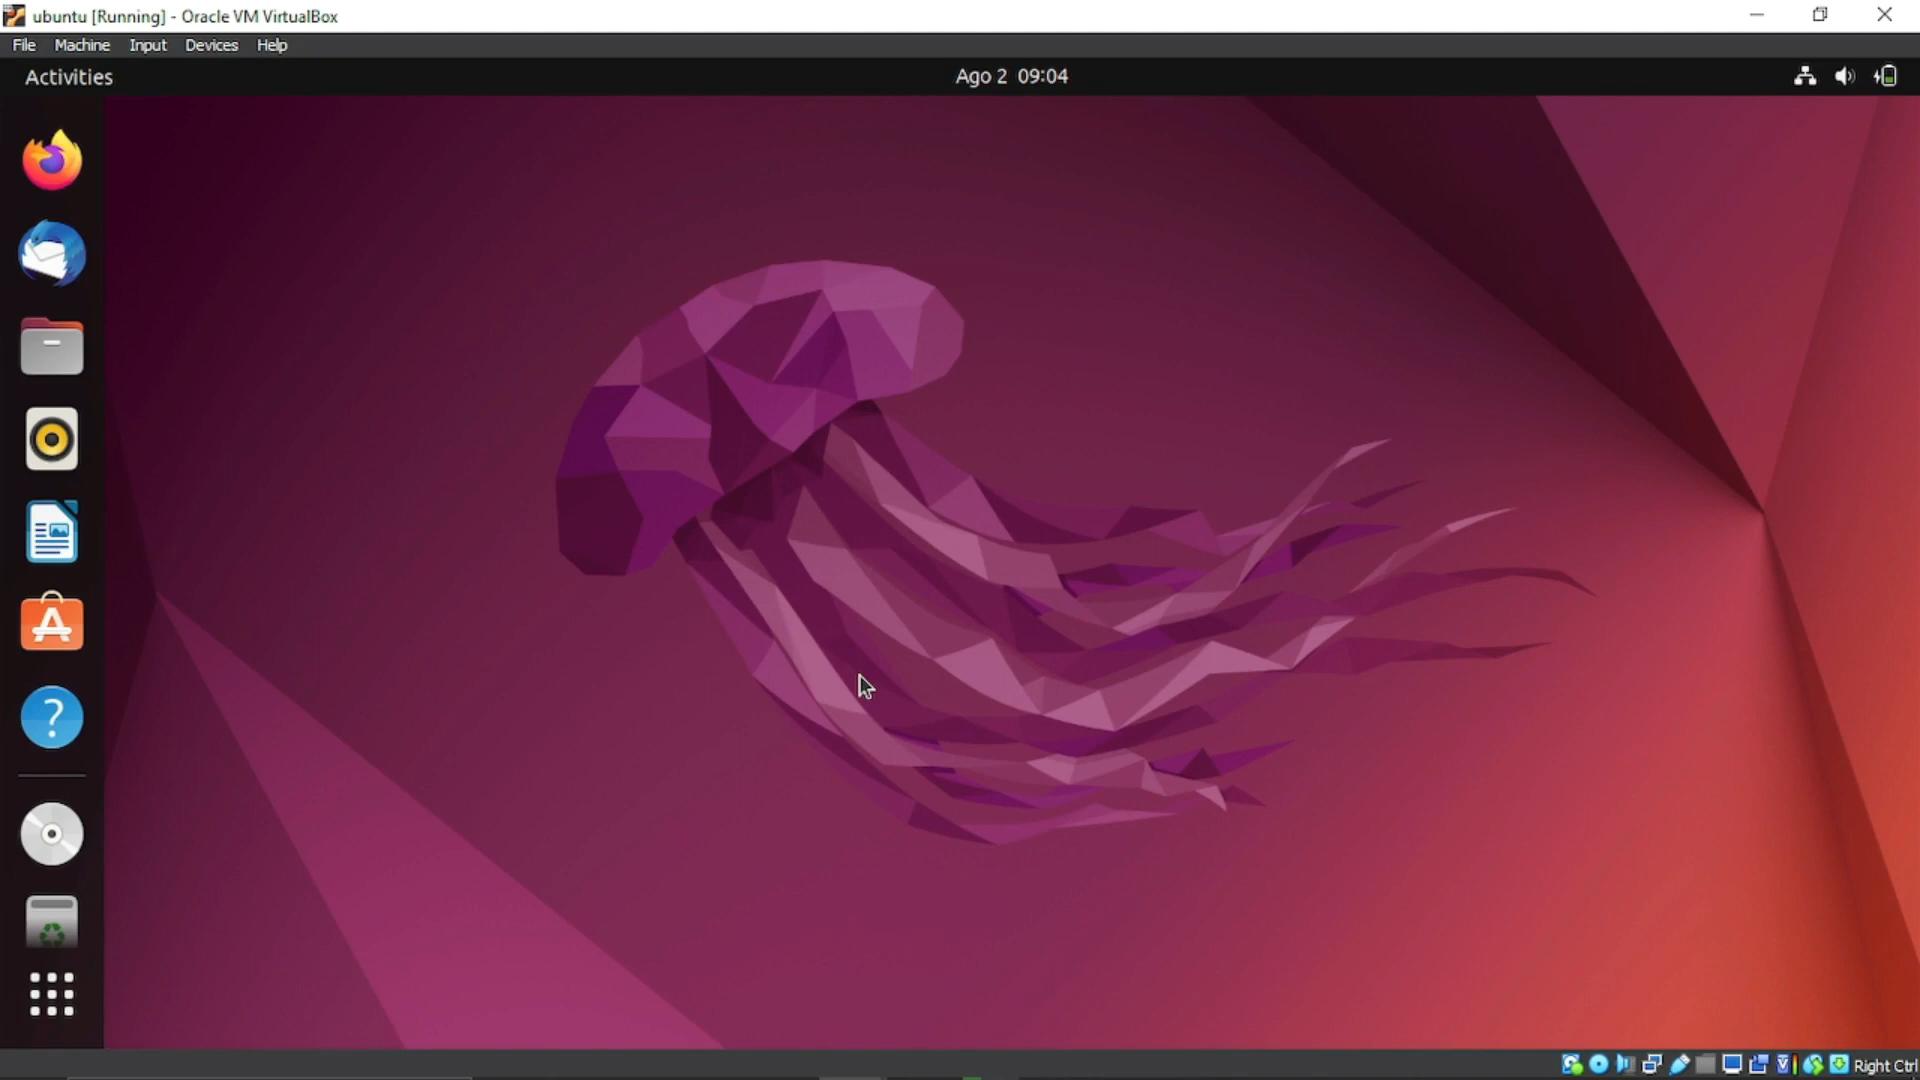 ubuntu [Running] - Oracle VM VirtualBox
File Machine Input Devices Help
Activities
Ago 2 09:04
Right Ctrl